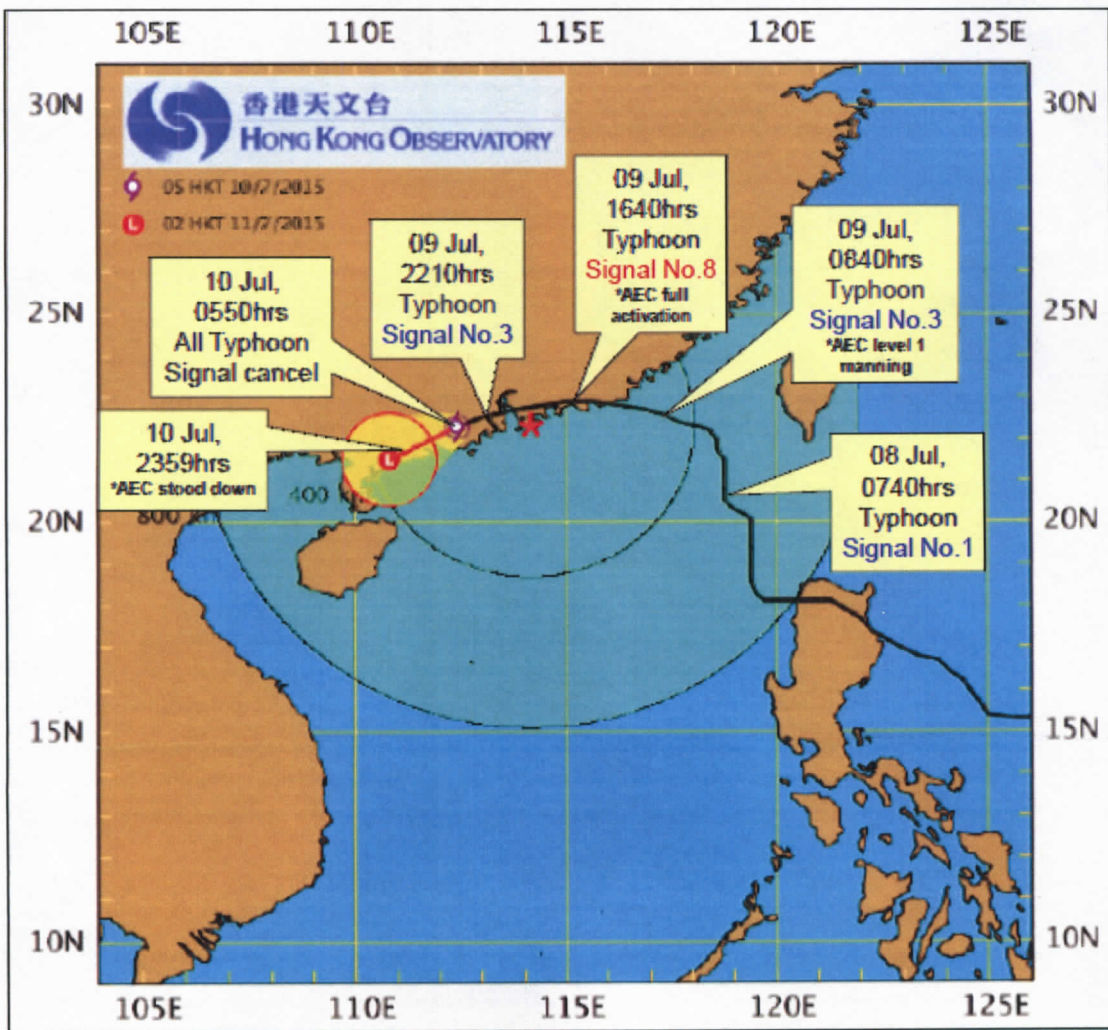 105E 110E 115E 120E 125E
30N 30N
香港天文台
HONG KONG OBSERVATORY
05 HKT 10/7/2015
02 HKT 11/7/2015
10 Jul,
0550hrs
All Typhoon
Signal cancel
09 Jul,
2210hrs
Typhoon
Signal No.3
09 Jul,
1640hrs
Typhoon
Signal No.8
*AEC full
activation
09 Jul,
0840hrs
Typhoon
Signal No.3
*AEC level 1
manning
25N 25N
10 Jul,
2359hrs
*AEC stood down
L
08 Jul,
0740hrs
Typhoon
Signal No.1
400
800 km
20N 20N
15N 15N
10N 10N
105E 110E 115E 120E 125E